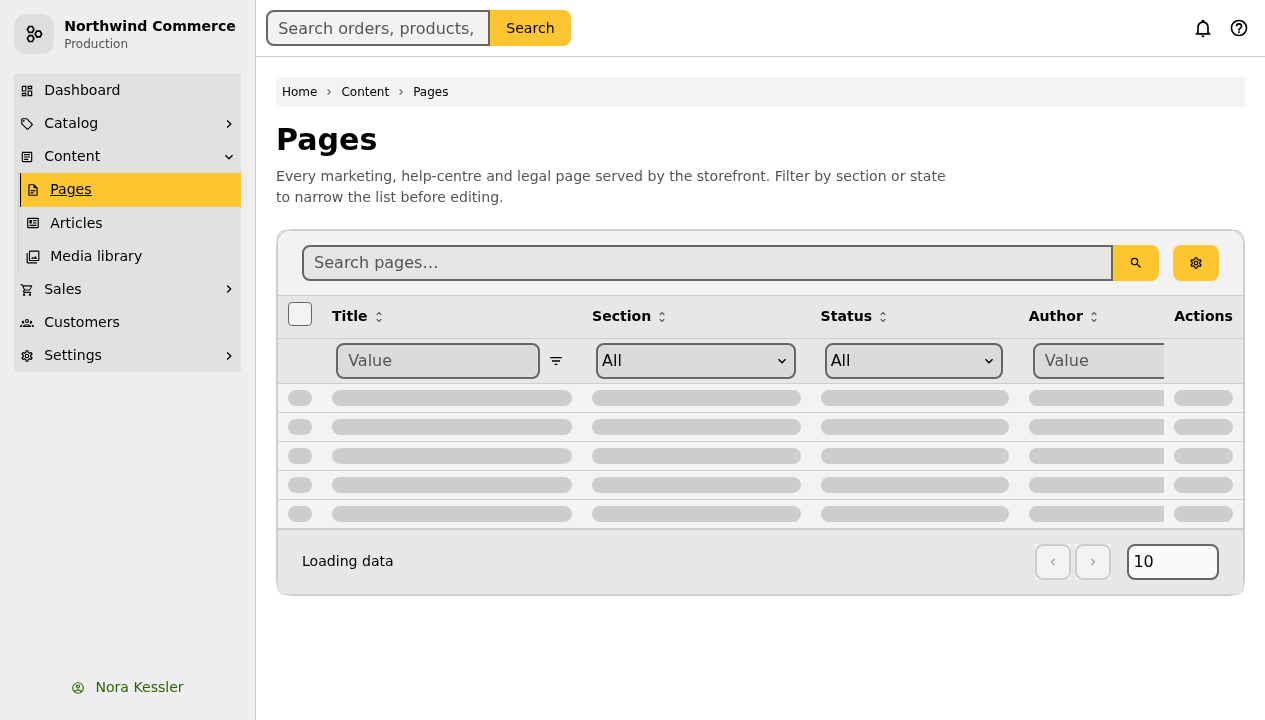 Northwind Commerce
Production
Search orders, products,
Search
Dashboard
Catalog
Content
Pages
Articles
Media library
Sales
Customers
Settings
Nora Kessler
Home › Content › Pages
Pages
Every marketing, help-centre and legal page served by the storefront. Filter by section or state
to narrow the list before editing.
Search pages…
Title Section Status Author Actions
Value All All Value
Loading data
10